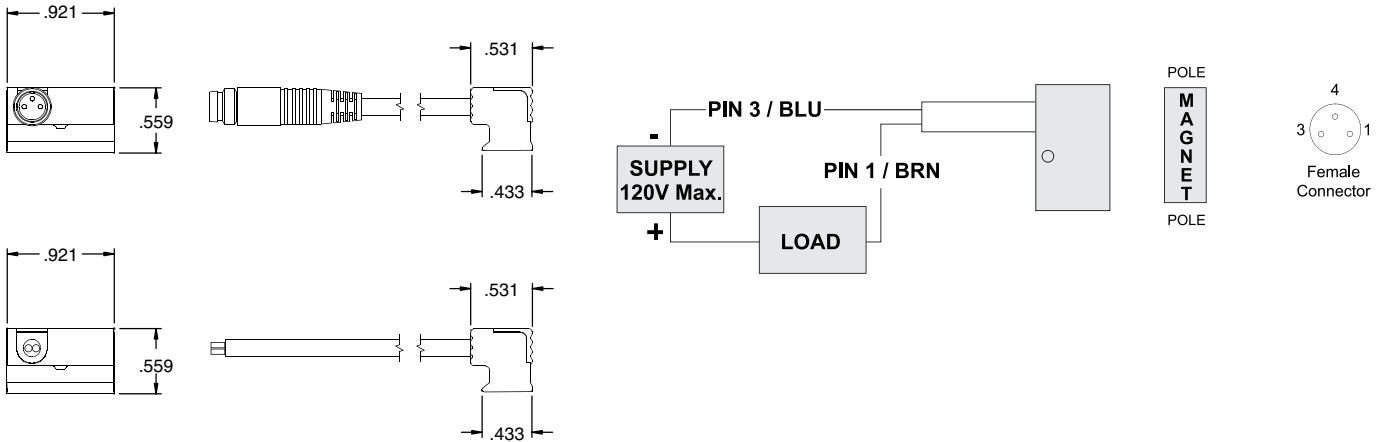 .921
.559
.531
.433
.921
.559
.531
.433
PIN 3 / BLU
-
SUPPLY
120V Max.
+
PIN 1 / BRN
LOAD
POLE
MAGNET
POLE
4
3
1
Female
Connector